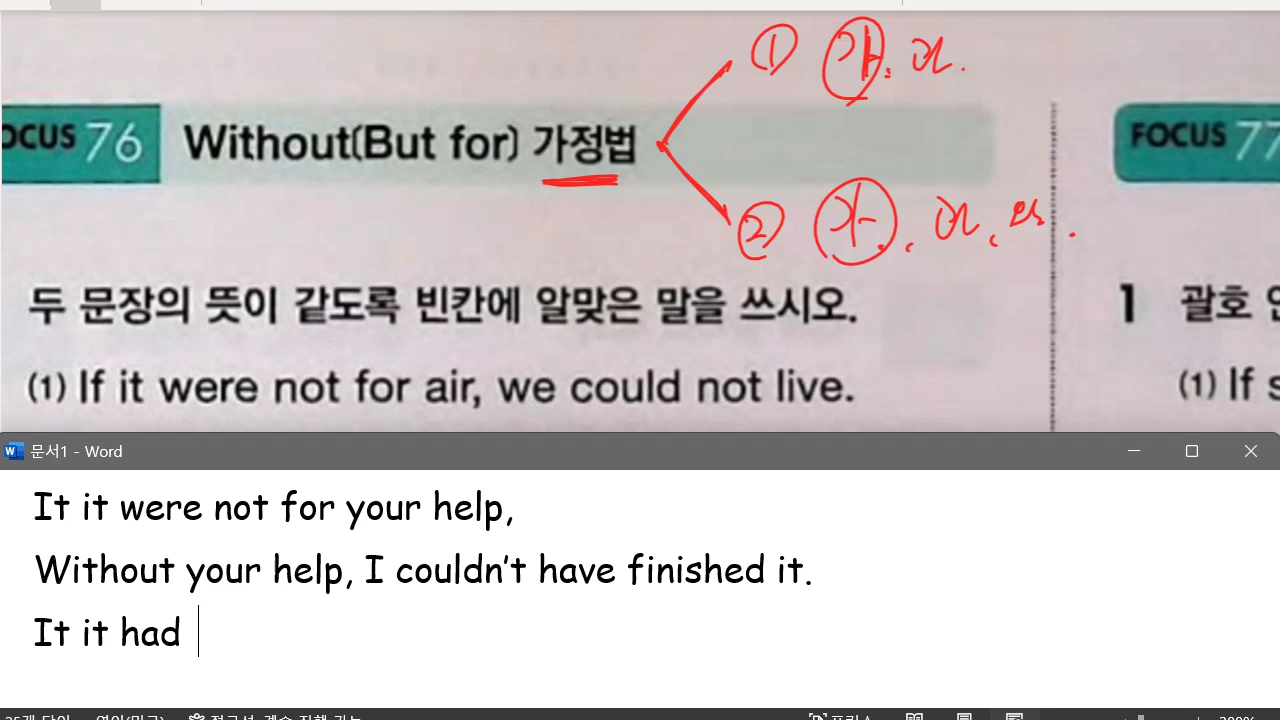 ① 가. 과.
OCUS 76 Without(But for) 가정법
FOCUS 77
② 가. , 과, 완.
두 문장의 뜻이 같도록 빈칸에 알맞은 말을 쓰시오.
1 괄호
(1) If it were not for air, we could not live.
(1) If s
문서1 - Word
It it were not for your help,
Without your help, I couldn't have finished it.
It it had